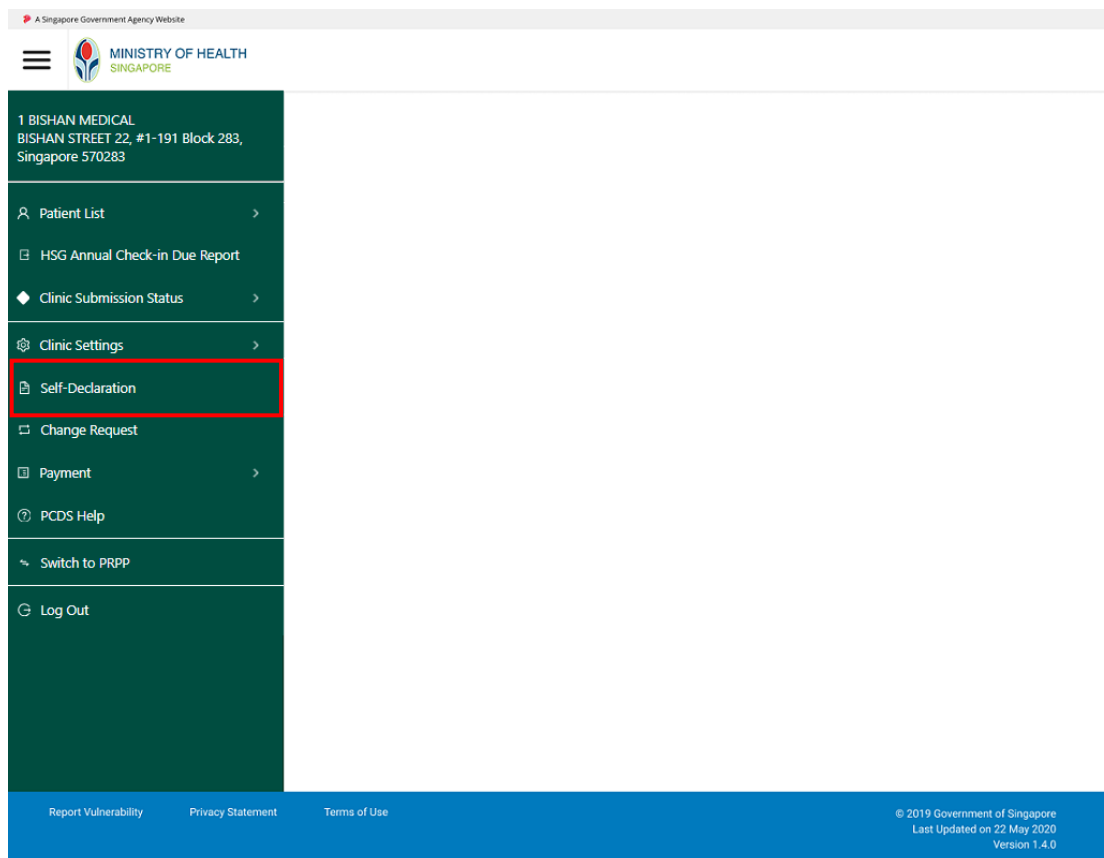 A Singapore Government Agency Website
MINISTRY OF HEALTH
SINGAPORE
1 BISHAN MEDICAL
BISHAN STREET 22, #1-191 Block 283,
Singapore 570283
Patient List
HSG Annual Check-in Due Report
Clinic Submission Status
Clinic Settings
Self-Declaration
Change Request
Payment
PCDS Help
Switch to PRPP
Log Out
Report Vulnerability Privacy Statement Terms of Use
© 2019 Government of Singapore
Last Updated on 22 May 2020
Version 1.4.0